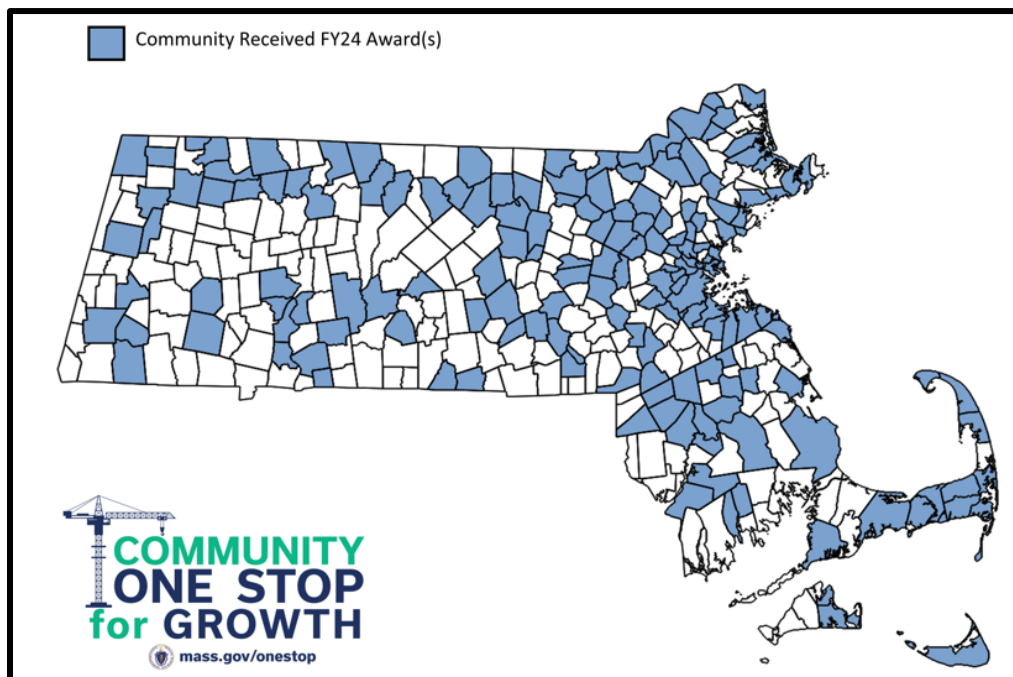 Community Received FY24 Award(s)
COMMUNITY
ONE STOP
for GROWTH
mass.gov/onestop